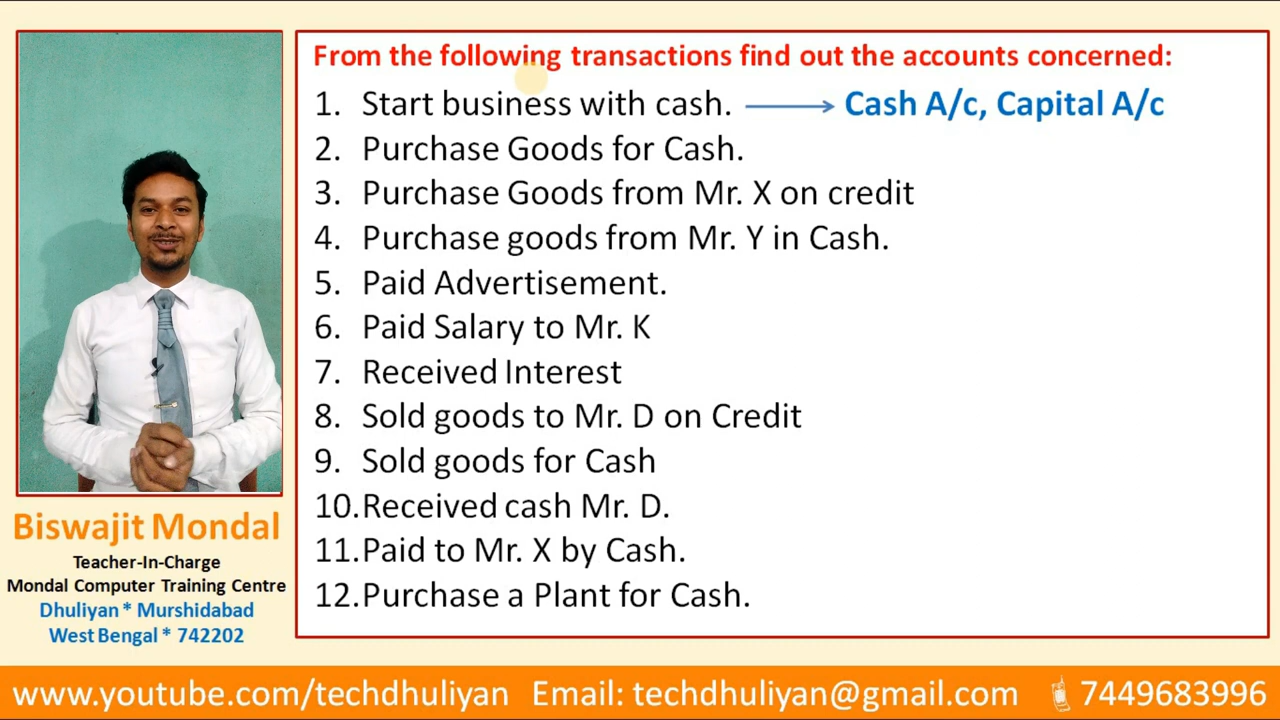 From the following transactions find out the accounts concerned:
1. Start business with cash. → Cash A/c, Capital A/c
2. Purchase Goods for Cash.
3. Purchase Goods from Mr. X on credit
4. Purchase goods from Mr. Y in Cash.
5. Paid Advertisement.
6. Paid Salary to Mr. K
7. Received Interest
8. Sold goods to Mr. D on Credit
9. Sold goods for Cash
10. Received cash Mr. D.
11. Paid to Mr. X by Cash.
12. Purchase a Plant for Cash.
Biswajit Mondal
Teacher-In-Charge
Mondal Computer Training Centre
Dhuliyan * Murshidabad
West Bengal * 742202
www.youtube.com/techdhuliyan Email: techdhuliyan@gmail.com 7449683996